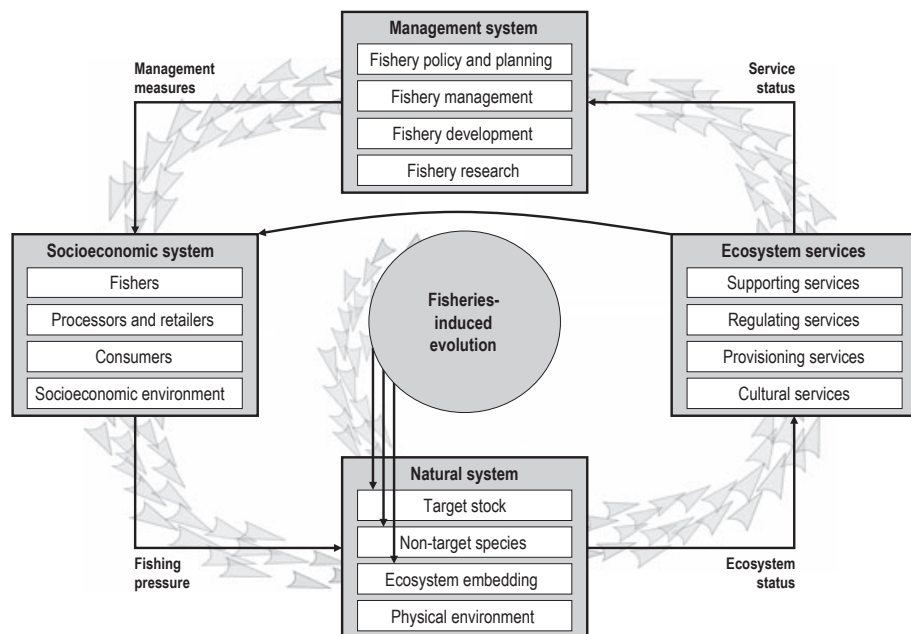 Management system
Fishery policy and planning
Fishery management
Fishery development
Fishery research
Management
measures
Service
status
Socioeconomic system
Fishers
Processors and retailers
Consumers
Socioeconomic environment
Fisheries-
induced
evolution
Ecosystem services
Supporting services
Regulating services
Provisioning services
Cultural services
Natural system
Target stock
Non-target species
Ecosystem embedding
Physical environment
Fishing
pressure
Ecosystem
status